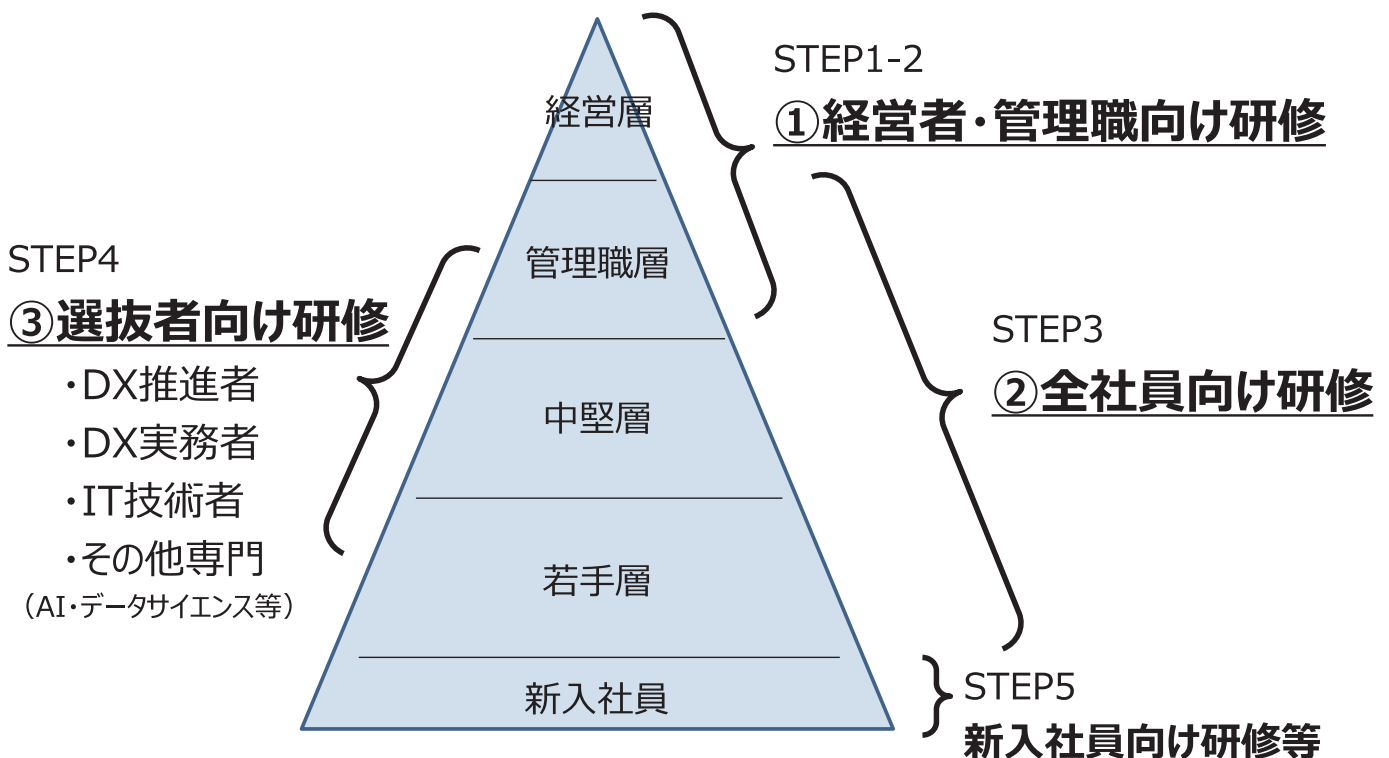 STEP1-2
①経営者・管理職向け研修
経営層
管理職層
中堅層
若手層
新入社員
STEP4
③選抜者向け研修
・DX推進者
・DX実務者
・IT技術者
・その他専門
（AI・データサイエンス等）
STEP3
②全社員向け研修
STEP5
新入社員向け研修等